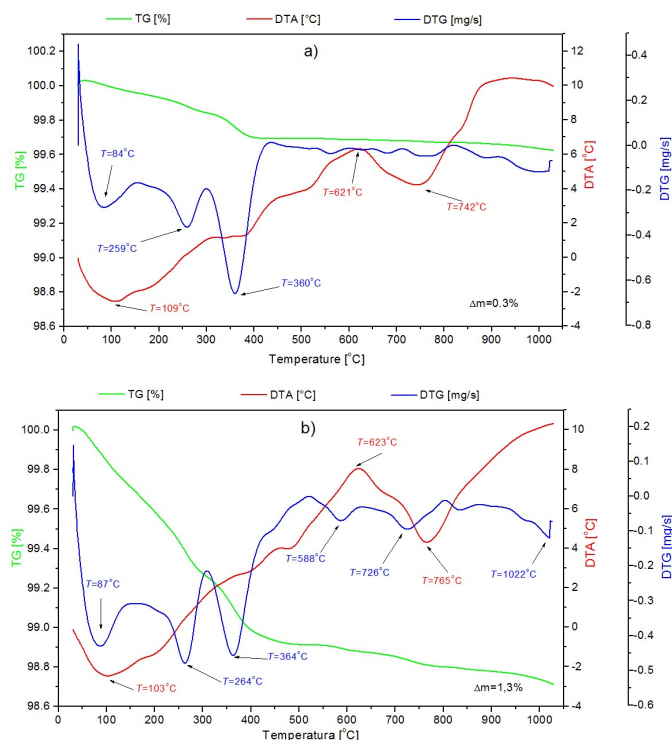 TG [%] DTA [°C] DTG [mg/s]
a)
100.2
100.0
99.8
99.6
99.4
99.2
99.0
98.8
98.6
TG [%]
12
10
8
6
4
2
0
-2
-4
DTA [°C]
0.4
0.2
0.0
-0.2
-0.4
-0.6
-0.8
DTG [mg/s]
T=84°C
T=259°C
T=109°C
T=360°C
T=621°C
T=742°C
Δm=0.3%
0 100 200 300 400 500 600 700 800 900 1000
Temperature [°C]
TG [%] DTA [°C] DTG [mg/s]
b)
100.0
99.8
99.6
99.4
99.2
99.0
98.8
98.6
TG [%]
10
8
6
4
2
0
-2
-4
DTA [°C]
0.2
0.1
0.0
-0.1
-0.2
-0.3
-0.4
-0.5
-0.6
DTG [mg/s]
T=623°C
T=87°C
T=588°C
T=726°C
T=765°C
T=1022°C
T=364°C
T=264°C
T=103°C
Δm=1,3%
0 100 200 300 400 500 600 700 800 900 1000
Temperatura [°C]